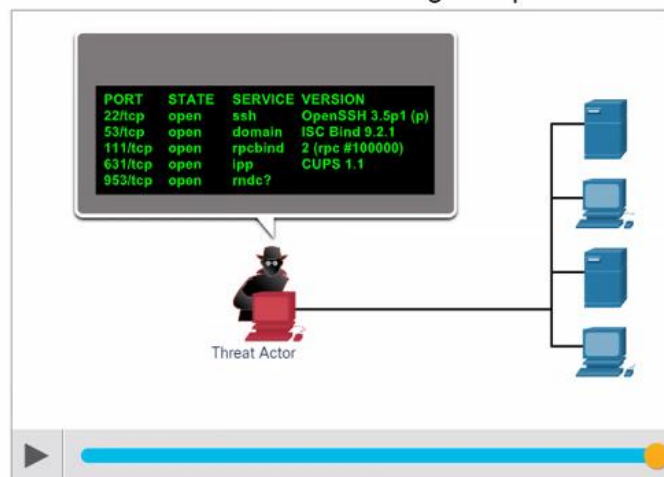 PORT STATE SERVICE VERSION
22/tcp open ssh OpenSSH 3.5p1 (p)
53/tcp open domain ISC Bind 9.2.1
111/tcp open rpcbind 2 (rpc #100000)
631/tcp open ipp CUPS 1.1
953/tcp open rndc?
Threat Actor